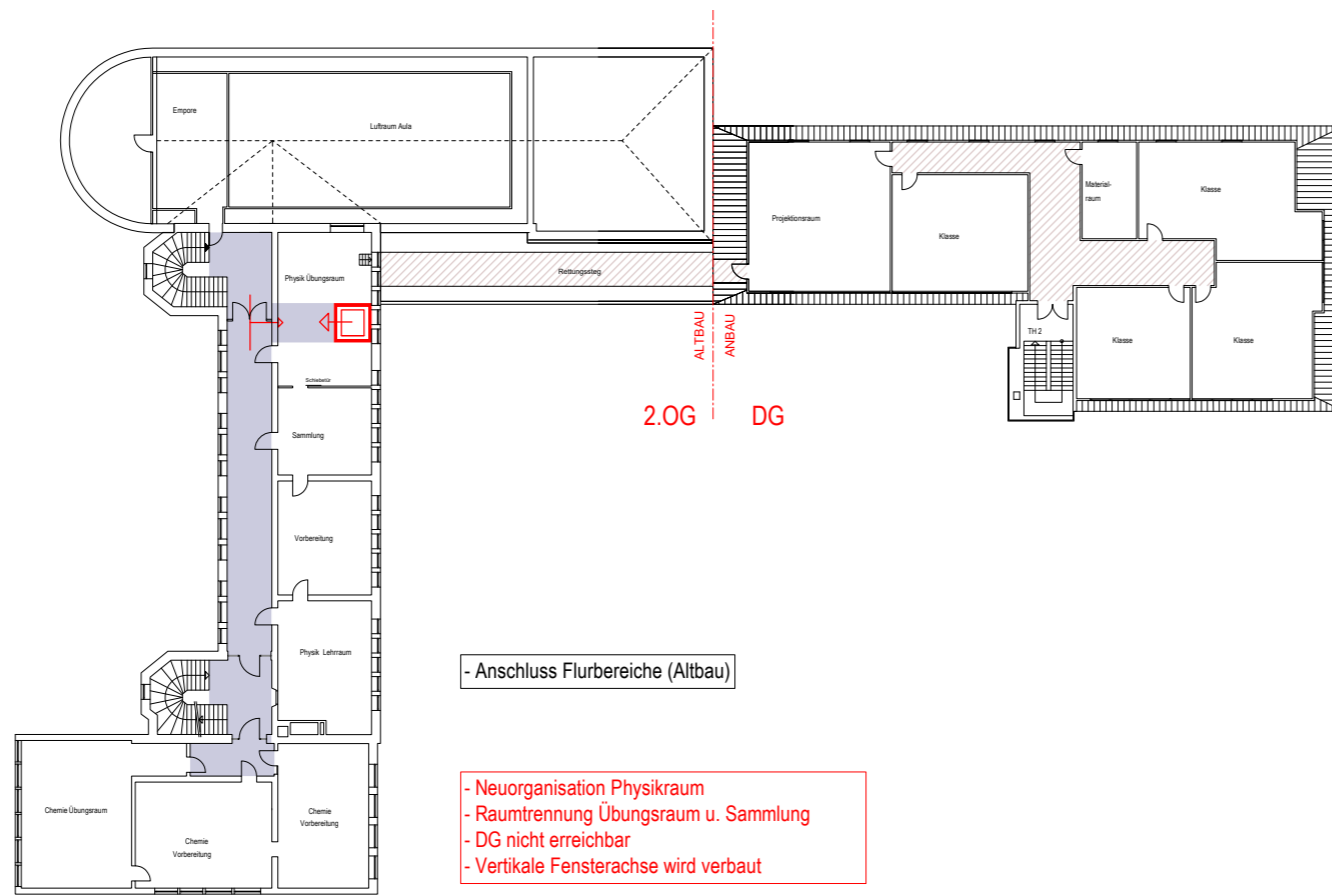 Empore
Luftraum Aula
Material-
raum
Klasse
Projektionsraum
Klasse
Physik Übungsraum
Rettungssteg
ALTBAU
ANBAU
TH 2
Klasse
Klasse
Schiebetür
2.OG
DG
Sammlung
Vorbereitung
Physik Lehrraum
- Anschluss Flurbereiche (Altbau)
Chemie Übungsraum
Chemie
Vorbereitung
Chemie
Vorbereitung
- Neuorganisation Physikraum
- Raumtrennung Übungsraum u. Sammlung
- DG nicht erreichbar
- Vertikale Fensterachse wird verbaut